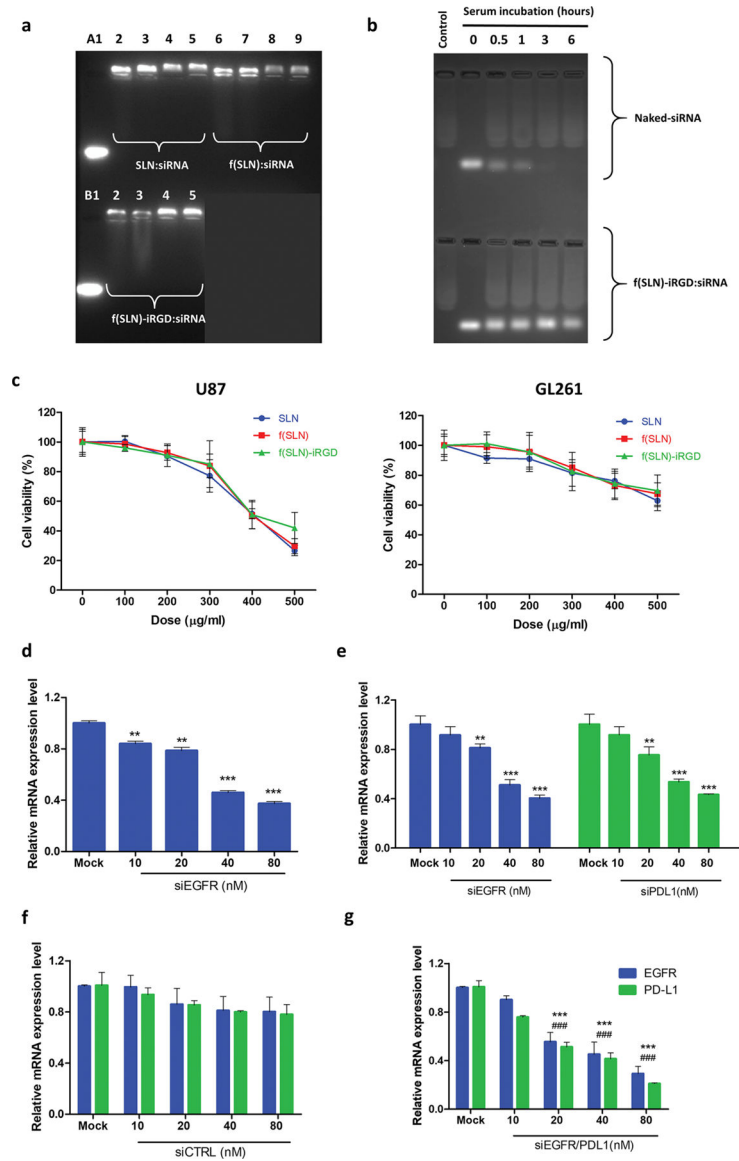 a
A1 2 3 4 5 6 7 8 9
SLN:siRNA
f(SLN):siRNA
B1 2 3 4 5
f(SLN)-iRGD:siRNA
b
Control
Serum incubation (hours)
0 0.5 1 3 6
Naked-siRNA
f(SLN)-iRGD:siRNA
c
U87
Cell viability (%)
120
100
80
60
40
20
0
SLN
f(SLN)
f(SLN)-iRGD
0 100 200 300 400 500
Dose (µg/ml)
GL261
Cell viability (%)
120
100
80
60
40
20
0
SLN
f(SLN)
f(SLN)-iRGD
0 100 200 300 400 500
Dose (µg/ml)
d
Relative mRNA expression level
1.2
0.8
0.4
0.0
** ** *** ***
Mock 10 20 40 80
siEGFR (nM)
e
Relative mRNA expression level
1.2
0.8
0.4
0.0
** *** *** ** *** ***
Mock 10 20 40 80 Mock 10 20 40 80
siEGFR (nM) siPDL1(nM)
f
Relative mRNA expression level
1.2
0.8
0.4
0.0
Mock 10 20 40 80
siCTRL (nM)
g
Relative mRNA expression level
1.2
0.8
0.4
0.0
EGFR
PD-L1
*** *** ***
### ### ###
Mock 10 20 40 80
siEGFR/PDL1(nM)